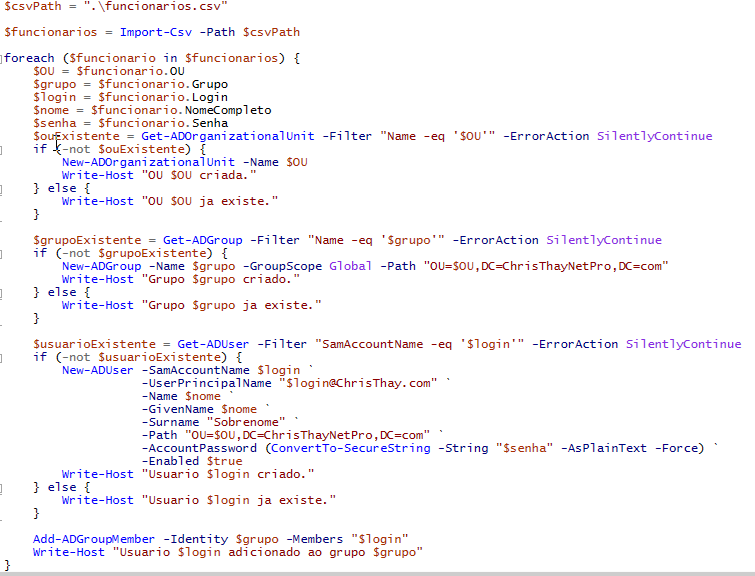 $csvPath = ".\funcionarios.csv"
$funcionarios = Import-Csv -Path $csvPath
foreach ($funcionario in $funcionarios) {
$OU = $funcionario.OU
$grupo = $funcionario.Grupo
$login = $funcionario.Login
$nome = $funcionario.NomeCompleto
$senha = $funcionario.Senha
$ouExistente = Get-ADOrganizationalUnit -Filter "Name -eq '$OU'" -ErrorAction SilentlyContinue
if (-not $ouExistente) {
New-ADOrganizationalUnit -Name $OU
Write-Host "OU $OU criada."
} else {
Write-Host "OU $OU ja existe."
}
$grupoExistente = Get-ADGroup -Filter "Name -eq '$grupo'" -ErrorAction SilentlyContinue
if (-not $grupoExistente) {
New-ADGroup -Name $grupo -GroupScope Global -Path "OU=$OU,DC=ChrisThayNetPro,DC=com"
Write-Host "Grupo $grupo criado."
} else {
Write-Host "Grupo $grupo ja existe."
}
$usuarioExistente = Get-ADUser -Filter "SamAccountName -eq '$login'" -ErrorAction SilentlyContinue
if (-not $usuarioExistente) {
New-ADUser -SamAccountName $login `
-UserPrincipalName "$login@ChrisThay.com" `
-Name $nome `
-GivenName $nome `
-Surname "Sobrenome" `
-Path "OU=$OU,DC=ChrisThayNetPro,DC=com" `
-AccountPassword (ConvertTo-SecureString -String "$senha" -AsPlainText -Force) `
-Enabled $true
Write-Host "Usuario $login criado."
} else {
Write-Host "Usuario $login ja existe."
}
Add-ADGroupMember -Identity $grupo -Members "$login"
Write-Host "Usuario $login adicionado ao grupo $grupo"
}